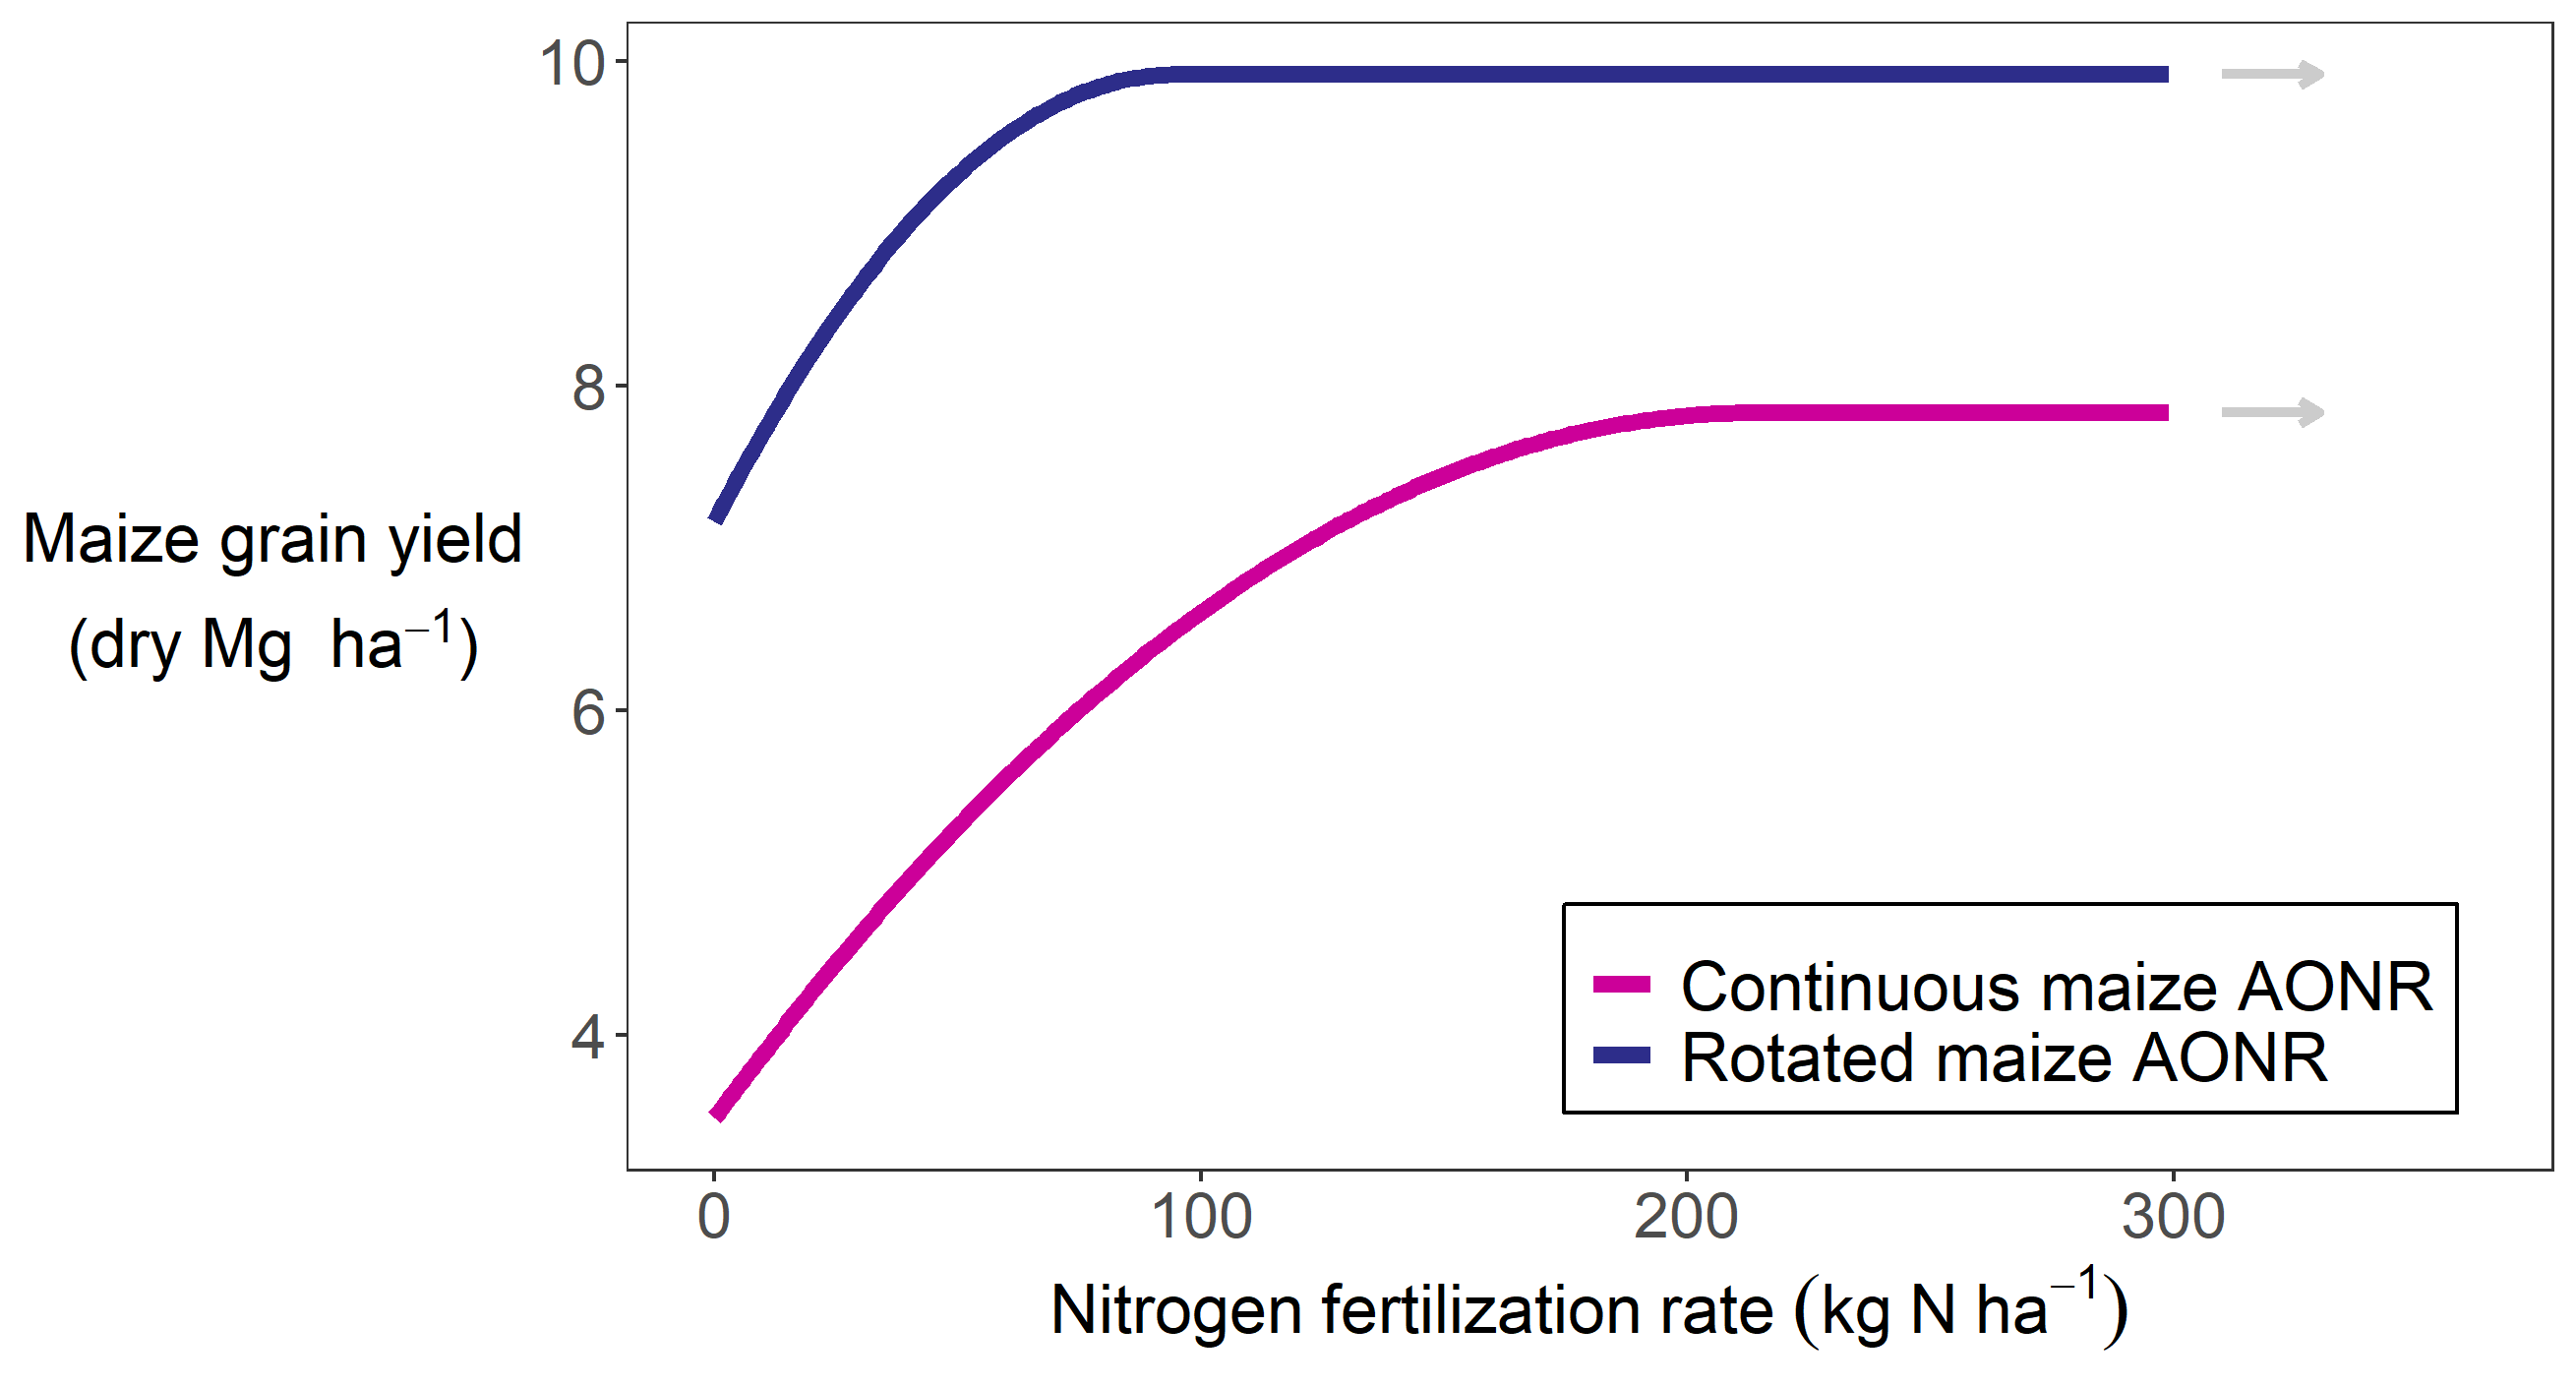 10
8
6
4
Maize grain yield
(dry Mg ha⁻¹)
Continuous maize AONR
Rotated maize AONR
0 100 200 300
Nitrogen fertilization rate (kg N ha⁻¹)